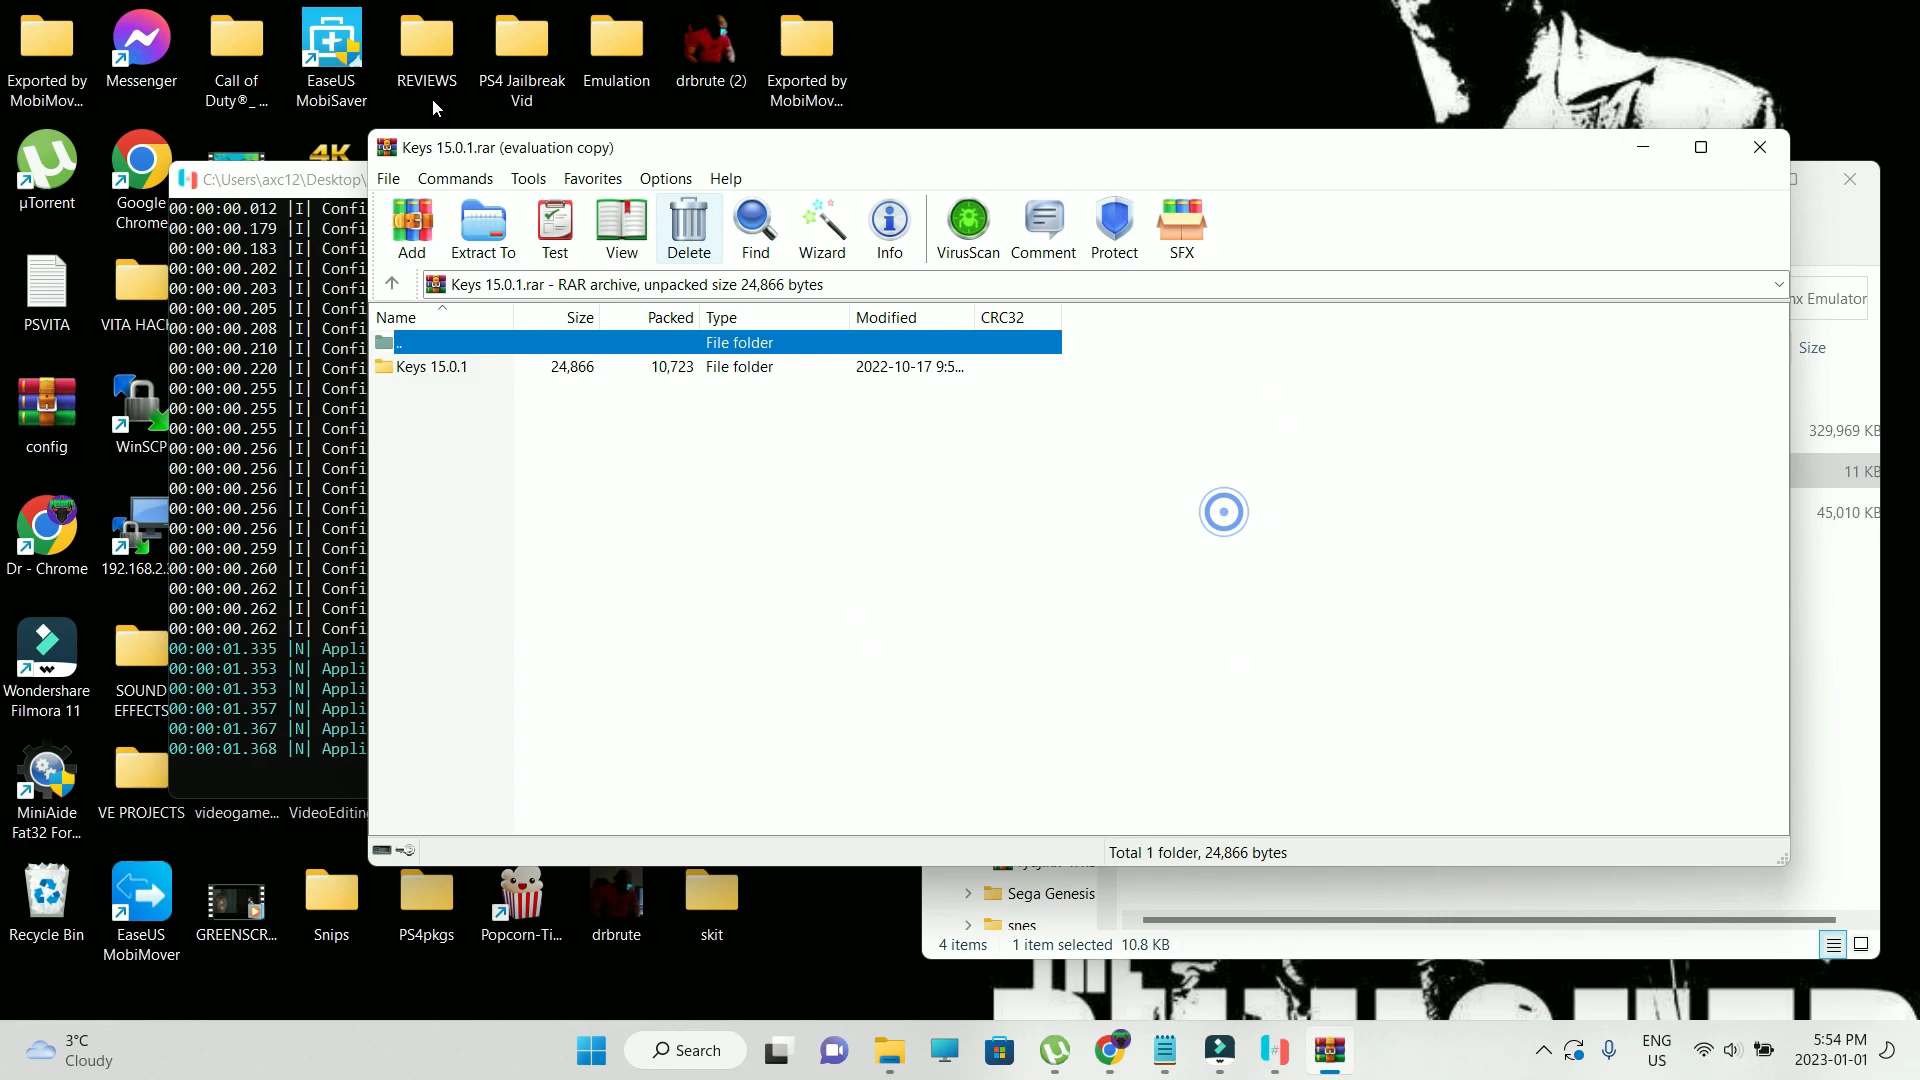 Exported by
MobiMov...
Messenger
Call of
Duty®_ ...
EaseUS
MobiSaver
REVIEWS
PS4 Jailbreak
Vid
Emulation
drbrute (2)
Exported by
MobiMov...
µTorrent
Google
Chrome
4K
PSVITA
VITA HACK
config
WinSCP
Dr - Chrome
192.168.2.
Wondershare
Filmora 11
SOUND
EFFECTS
MiniAide
Fat32 For...
VE PROJECTS
videogame...
VideoEditing
Recycle Bin
EaseUS
MobiMover
GREENSCR...
Snips
PS4pkgs
Popcorn-Ti...
drbrute
skit
C:\Users\axc12\Desktop\
00:00:00.012 |I| Confi
00:00:00.179 |I| Confi
00:00:00.183 |I| Confi
00:00:00.202 |I| Confi
00:00:00.203 |I| Confi
00:00:00.205 |I| Confi
00:00:00.208 |I| Confi
00:00:00.210 |I| Confi
00:00:00.220 |I| Confi
00:00:00.255 |I| Confi
00:00:00.255 |I| Confi
00:00:00.255 |I| Confi
00:00:00.256 |I| Confi
00:00:00.256 |I| Confi
00:00:00.256 |I| Confi
00:00:00.256 |I| Confi
00:00:00.256 |I| Confi
00:00:00.259 |I| Confi
00:00:00.260 |I| Confi
00:00:00.262 |I| Confi
00:00:00.262 |I| Confi
00:00:00.262 |I| Confi
00:00:01.335 |N| Appli
00:00:01.353 |N| Appli
00:00:01.353 |N| Appli
00:00:01.357 |N| Appli
00:00:01.367 |N| Appli
00:00:01.368 |N| Appli
Keys 15.0.1.rar (evaluation copy)
File Commands Tools Favorites Options Help
Add Extract To Test View Delete Find Wizard Info VirusScan Comment Protect SFX
Keys 15.0.1.rar - RAR archive, unpacked size 24,866 bytes
Name Size Packed Type Modified CRC32
.. File folder
Keys 15.0.1 24,866 10,723 File folder 2022-10-17 9:5...
Total 1 folder, 24,866 bytes
nx Emulator
Size
329,969 KB
11 KB
45,010 KB
Sega Genesis
snes
4 items 1 item selected 10.8 KB
3°C
Cloudy
Search
ENG
US
5:54 PM
2023-01-01